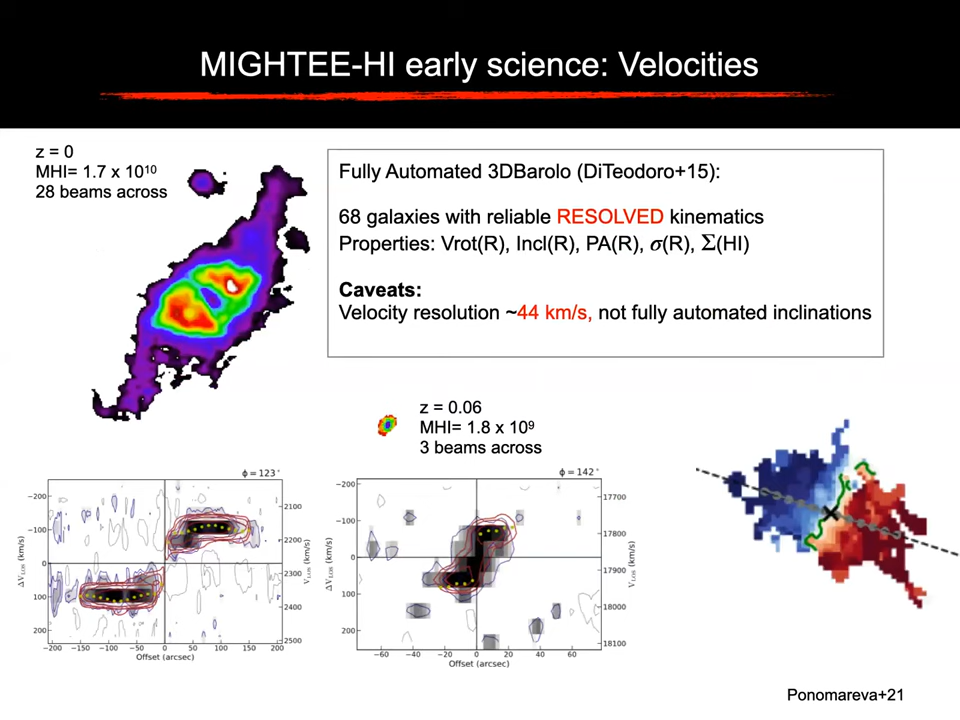 MIGHTEE-HI early science: Velocities
z = 0
MHI= 1.7 x 10¹⁰
28 beams across
Fully Automated 3DBarolo (DiTeodoro+15):
68 galaxies with reliable RESOLVED kinematics
Properties: Vrot(R), Incl(R), PA(R), σ(R), Σ(HI)
Caveats:
Velocity resolution ~44 km/s, not fully automated inclinations
z = 0.06
MHI= 1.8 x 10⁹
3 beams across
ϕ = 123°
−200
−100
0
100
200
ΔV_LOS (km/s)
2100
2200
2300
2400
2500
V_LOS (km/s)
−200 −150 −100 −50 0 50 100 150 200
Offset (arcsec)
ϕ = 142°
−200
−100
0
100
200
ΔV_LOS (km/s)
17700
17800
17900
18000
18100
V_LOS (km/s)
−60 −40 −20 0 20 40 60
Offset (arcsec)
Ponomareva+21